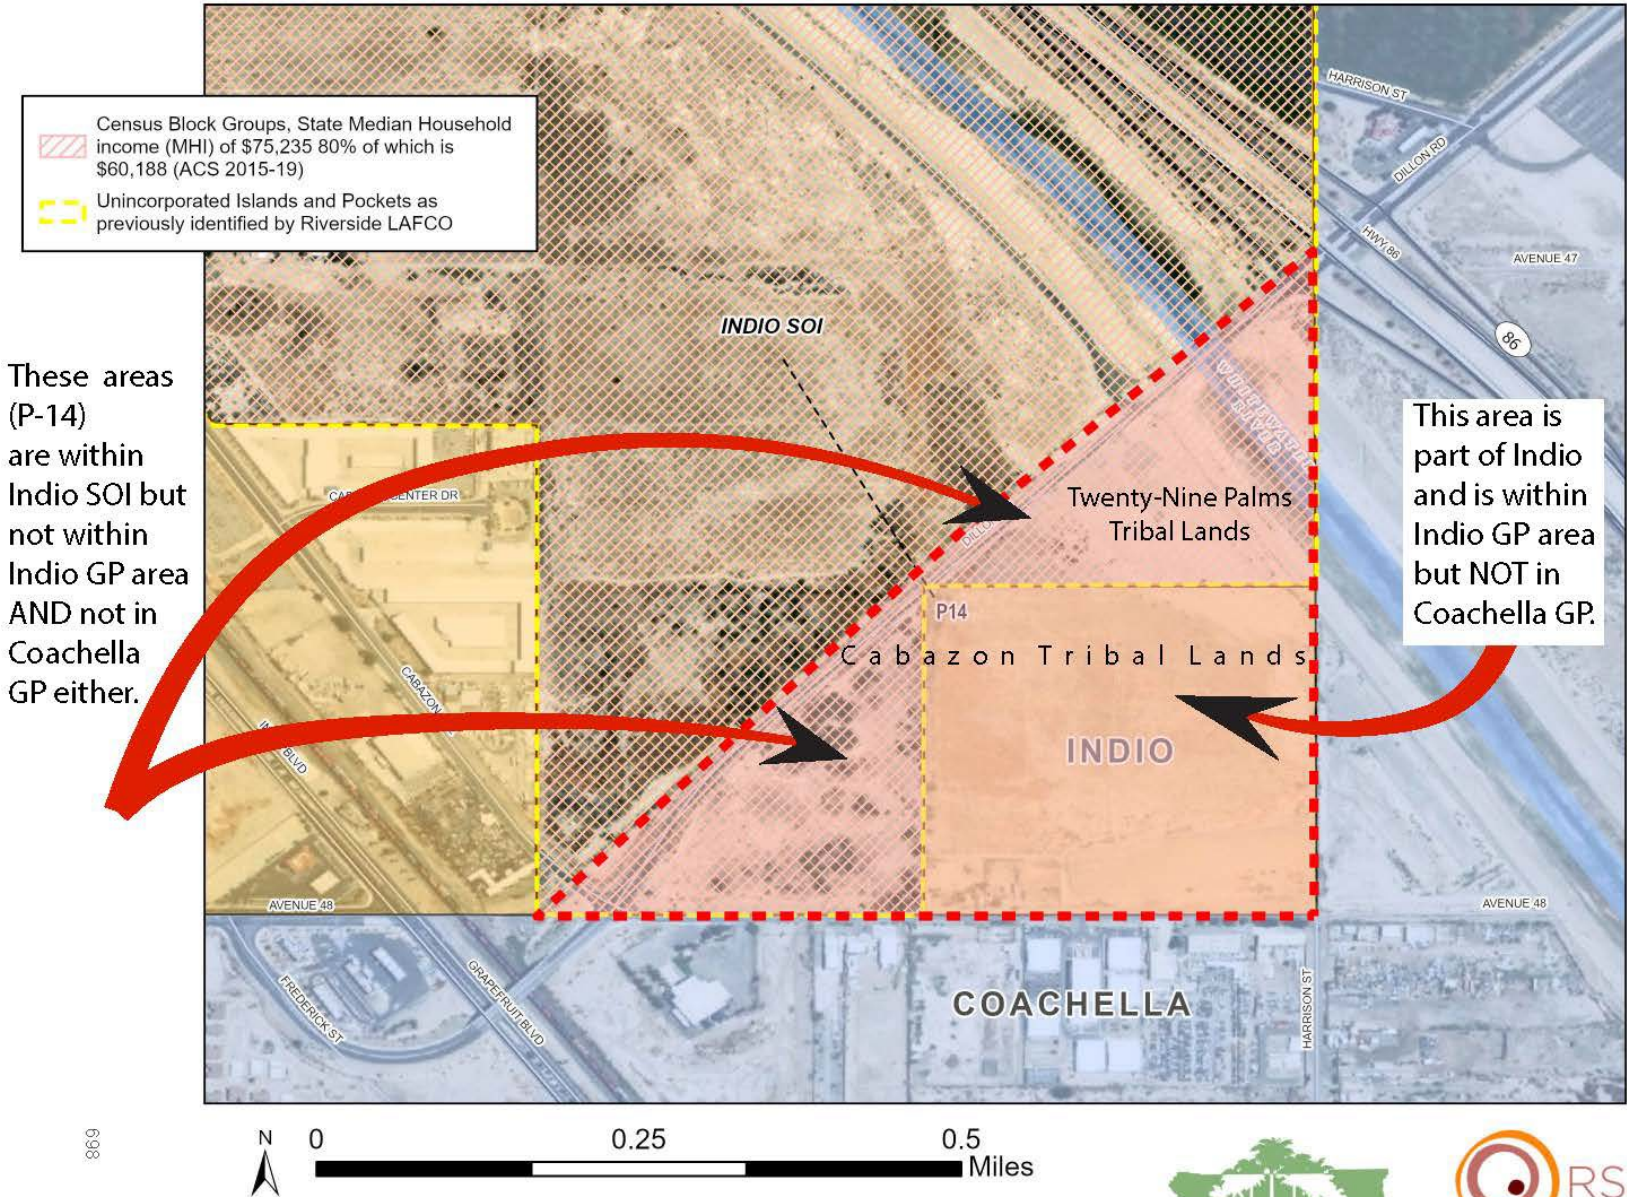 Census Block Groups, State Median Household
income (MHI) of $75,235 80% of which is
$60,188 (ACS 2015-19)
Unincorporated Islands and Pockets as
previously identified by Riverside LAFCO
HARRISON ST
DILLON RD
HWY 86
AVENUE 47
86
INDIO SOI
WHITEWATER
RIVER
These areas
(P-14)
are within
Indio SOI but
not within
Indio GP area
AND not in
Coachella
GP either.
This area is
part of Indio
and is within
Indio GP area
but NOT in
Coachella GP.
CENTER DR
Twenty-Nine Palms
Tribal Lands
P14
Cabazon Tribal Lands
CABAZON
BLVD
INDIO
AVENUE 48
AVENUE 48
FREDERICK ST
GRAPEFRUIT BLVD
COACHELLA
HARRISON ST
869
N
0 0.25 0.5
Miles
RS